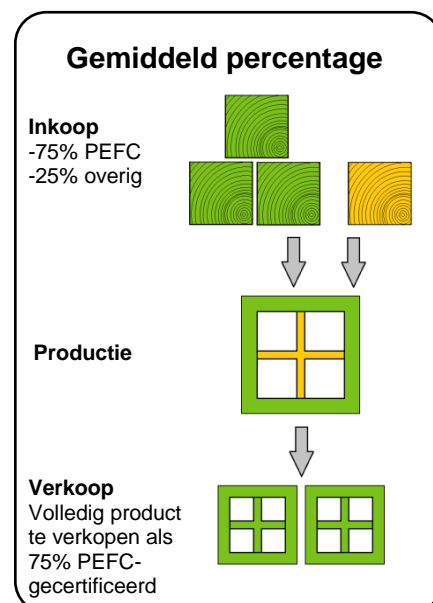 Gemiddeld percentage
Inkoop
-75% PEFC
-25% overig
Productie
Verkoop
Volledig product
te verkopen als
75% PEFC-
gecertificeerd